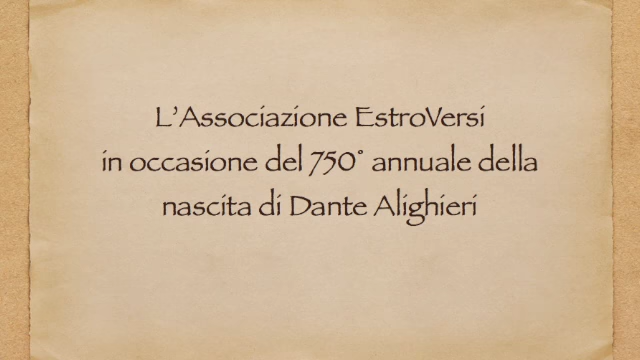 L'Associazione EstroVersi
in occasione del 750° annuale della
nascita di Dante Alighieri